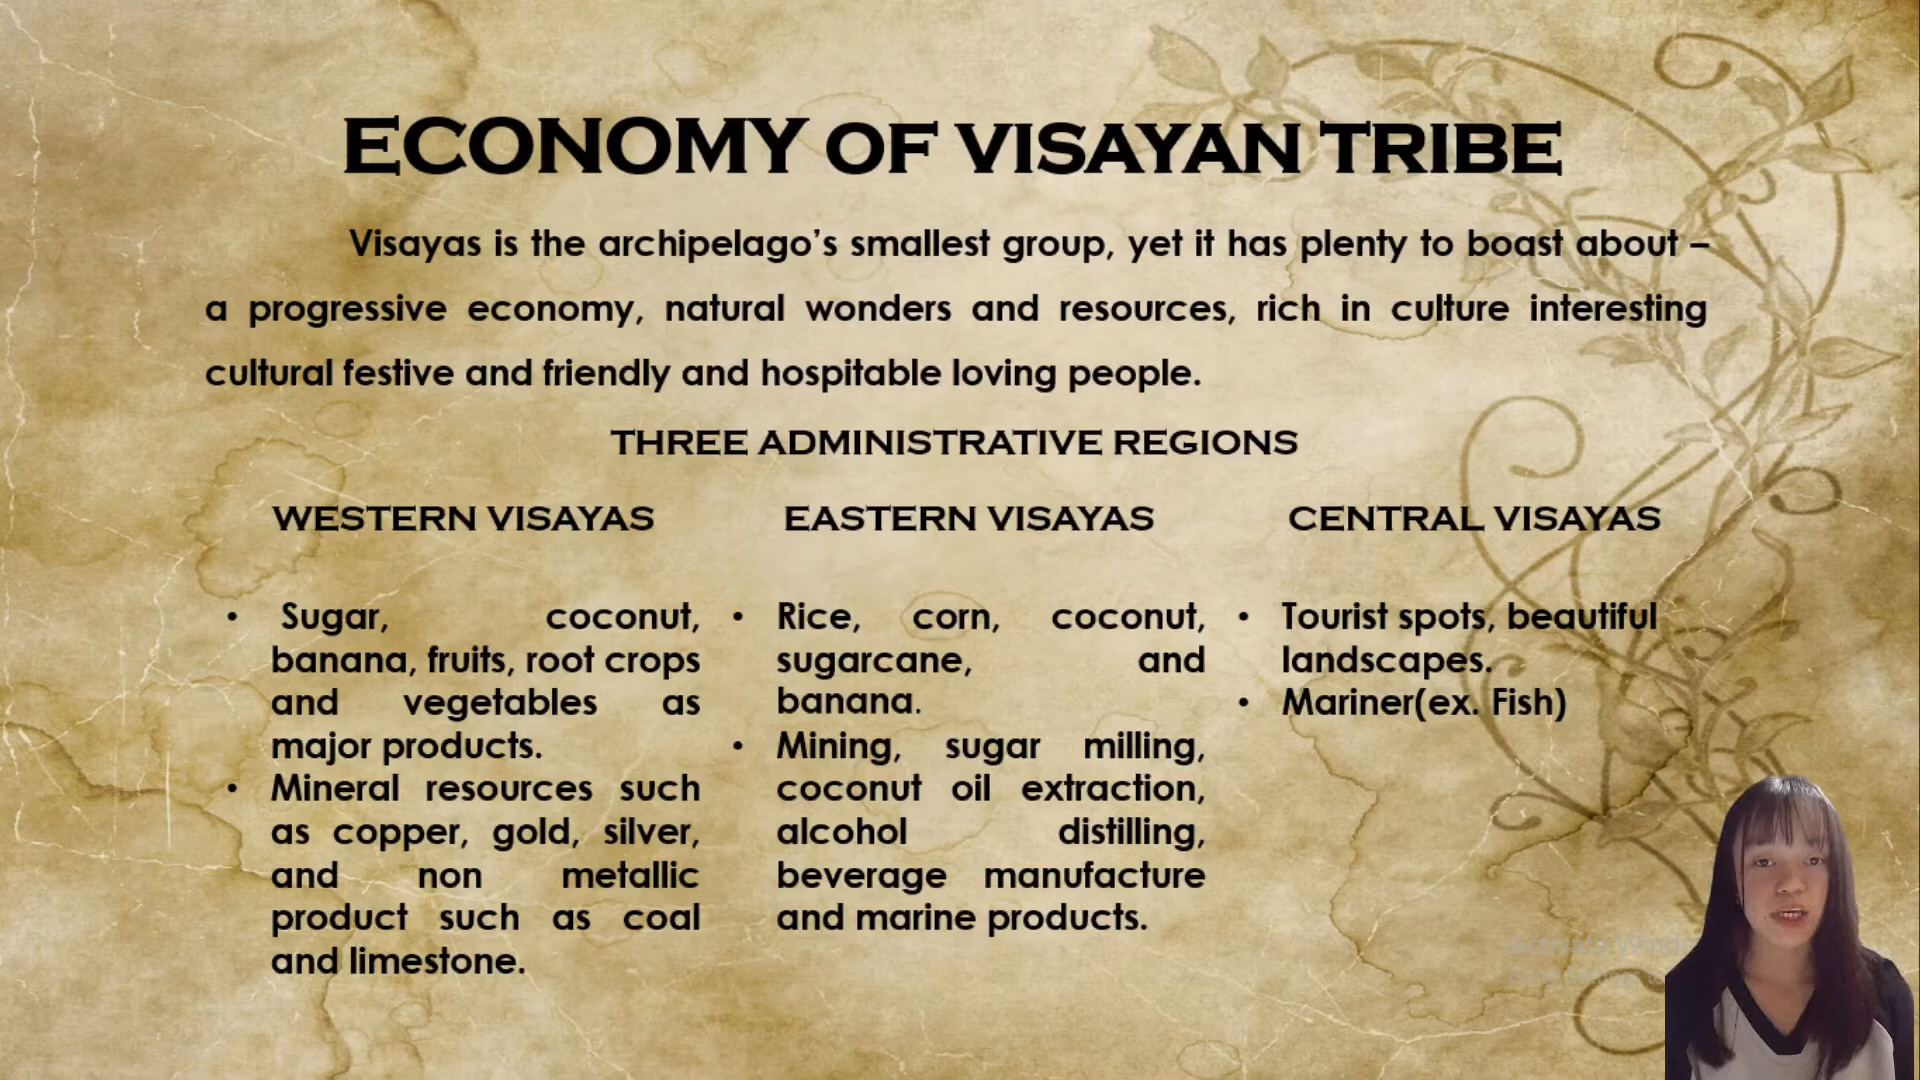 ECONOMY OF VISAYAN TRIBE
Visayas is the archipelago’s smallest group, yet it has plenty to boast about –
a progressive economy, natural wonders and resources, rich in culture interesting
cultural festive and friendly and hospitable loving people.
THREE ADMINISTRATIVE REGIONS
WESTERN VISAYAS
• Sugar, coconut,
banana, fruits, root crops
and vegetables as
major products.
• Mineral resources such
as copper, gold, silver,
and non metallic
product such as coal
and limestone.
EASTERN VISAYAS
• Rice, corn, coconut,
sugarcane, and
banana.
• Mining, sugar milling,
coconut oil extraction,
alcohol distilling,
beverage manufacture
and marine products.
CENTRAL VISAYAS
• Tourist spots, beautiful
landscapes.
• Mariner(ex. Fish)